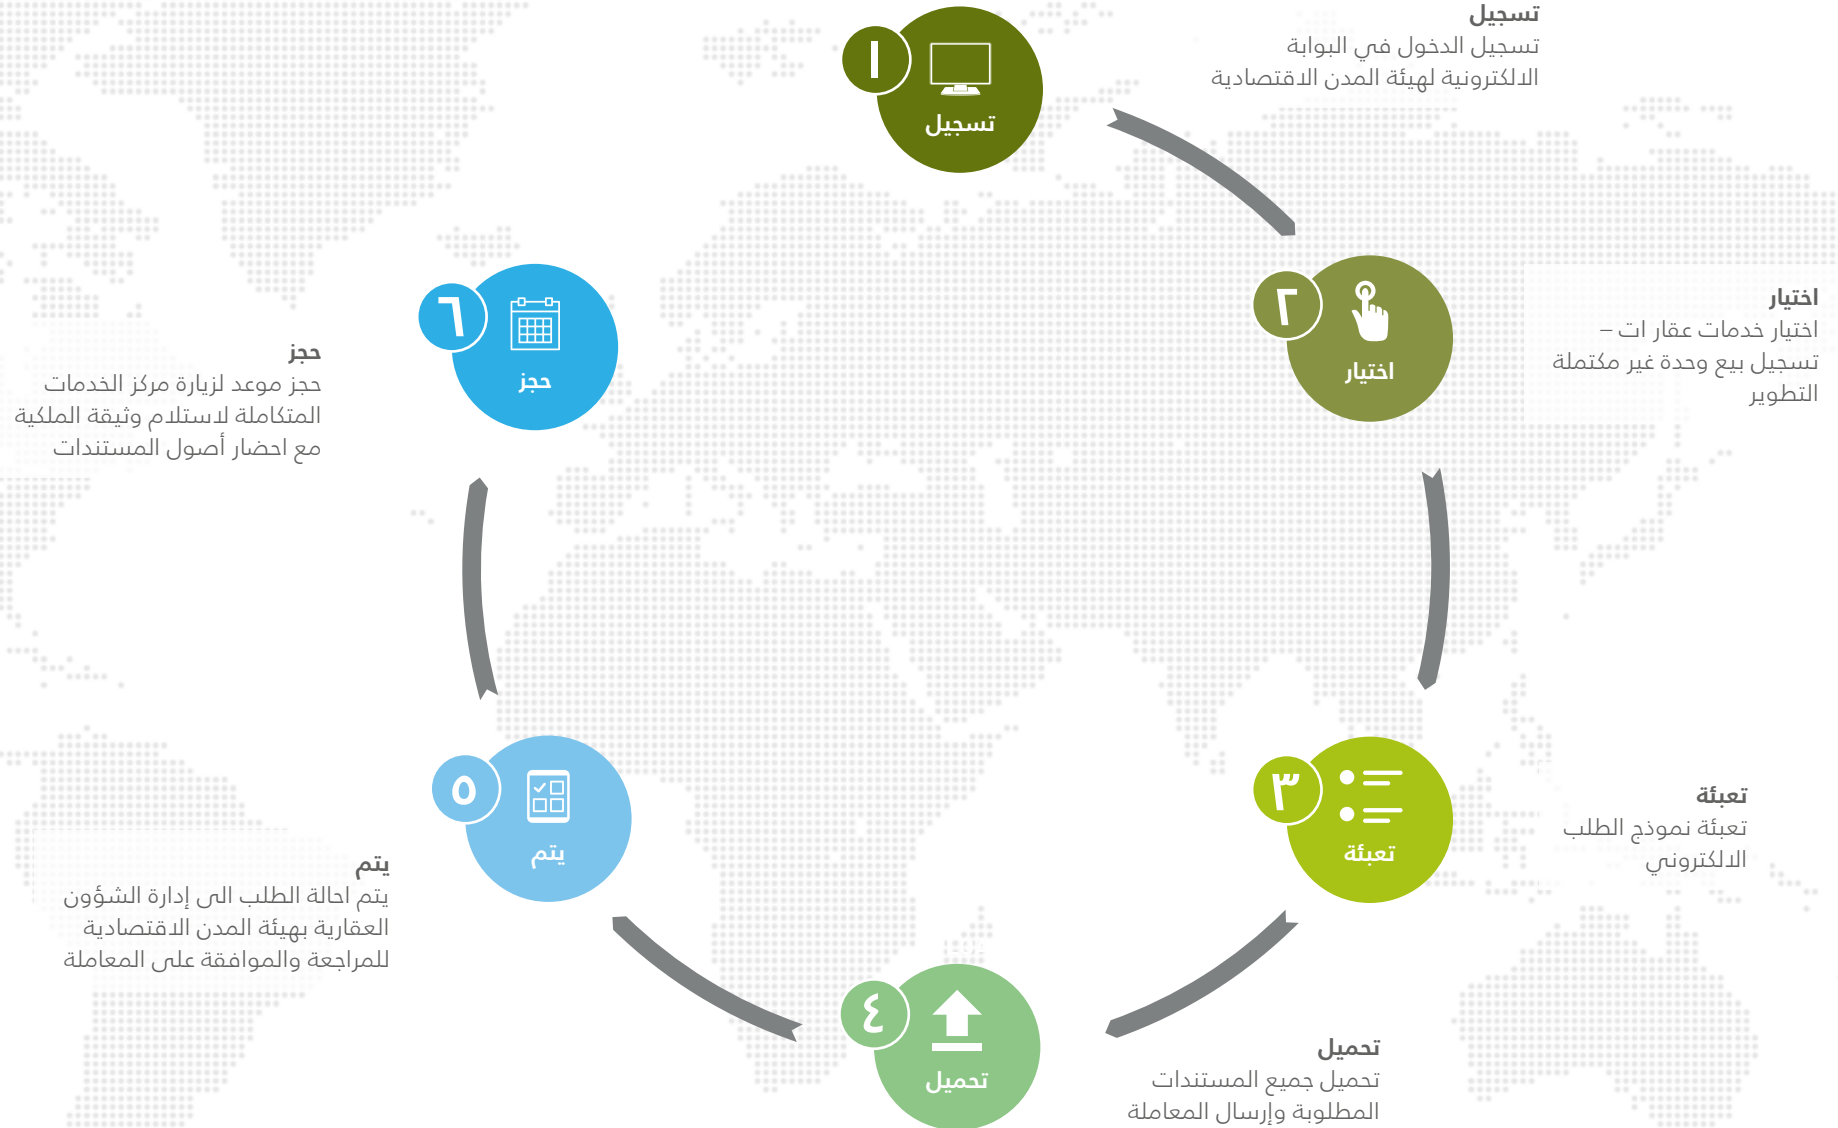 ١
تسجيل
تسجيل
تسجيل الدخول في البوابة
الالكترونية لهيئة المدن الاقتصادية
٢
اختيار
اختيار
اختيار خدمات عقار ات –
تسجيل بيع وحدة غير مكتملة
التطوير
٣
تعبئة
تعبئة
تعبئة نموذج الطلب
الالكتروني
٤
تحميل
تحميل
تحميل جميع المستندات
المطلوبة وإرسال المعاملة
٥
يتم
يتم
يتم احالة الطلب الى إدارة الشؤون
العقارية بهيئة المدن الاقتصادية
للمراجعة والموافقة على المعاملة
٦
حجز
حجز
حجز موعد لزيارة مركز الخدمات
المتكاملة لاستلام وثيقة الملكية
مع احضار أصول المستندات